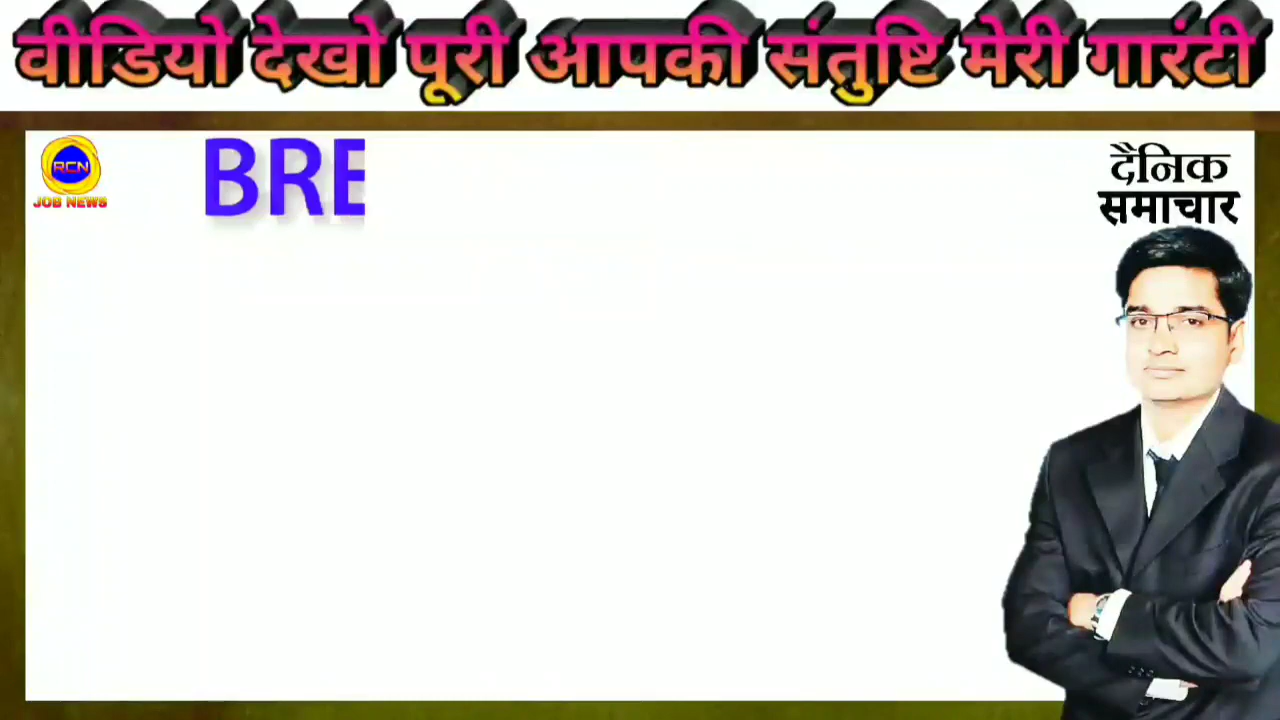 वीडियो देखो पूरी आपकी संतुष्टि मेरी गारंटी
RCN
JOB NEWS
BRE
दैनिक
समाचार